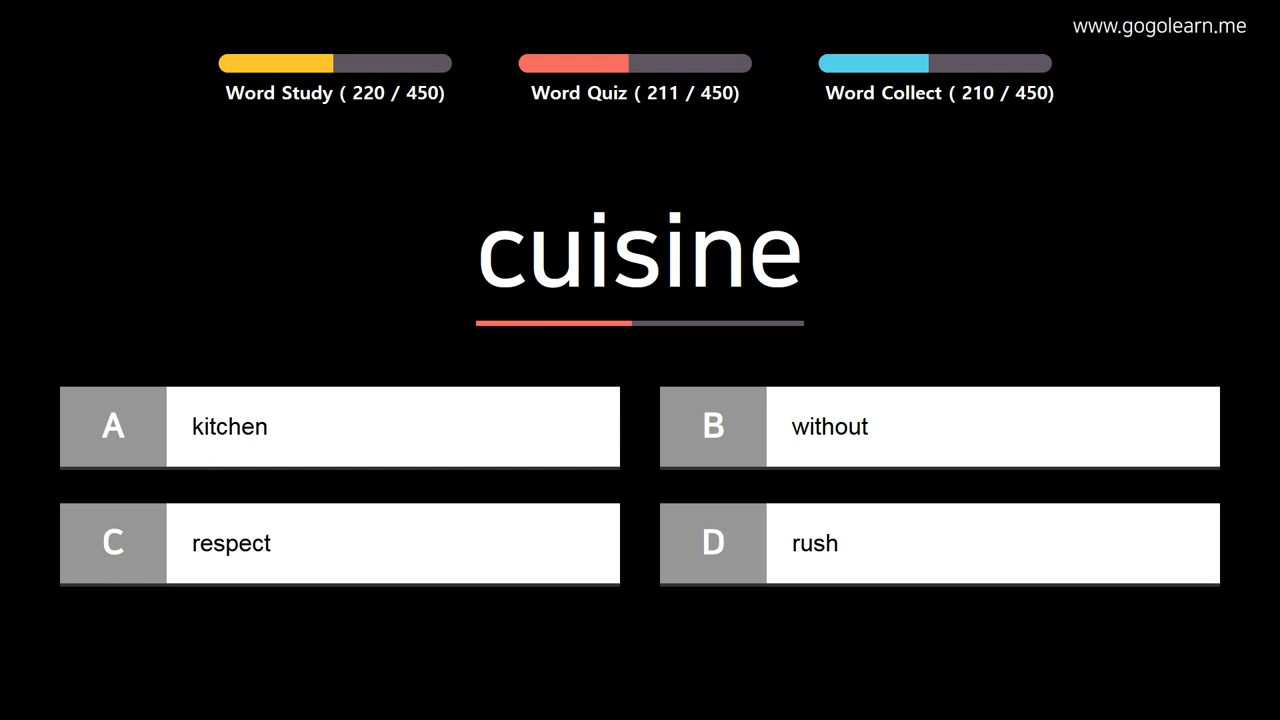 www.gogolearn.me
Word Study ( 220 / 450)
Word Quiz ( 211 / 450)
Word Collect ( 210 / 450)
cuisine
A
kitchen
B
without
C
respect
D
rush